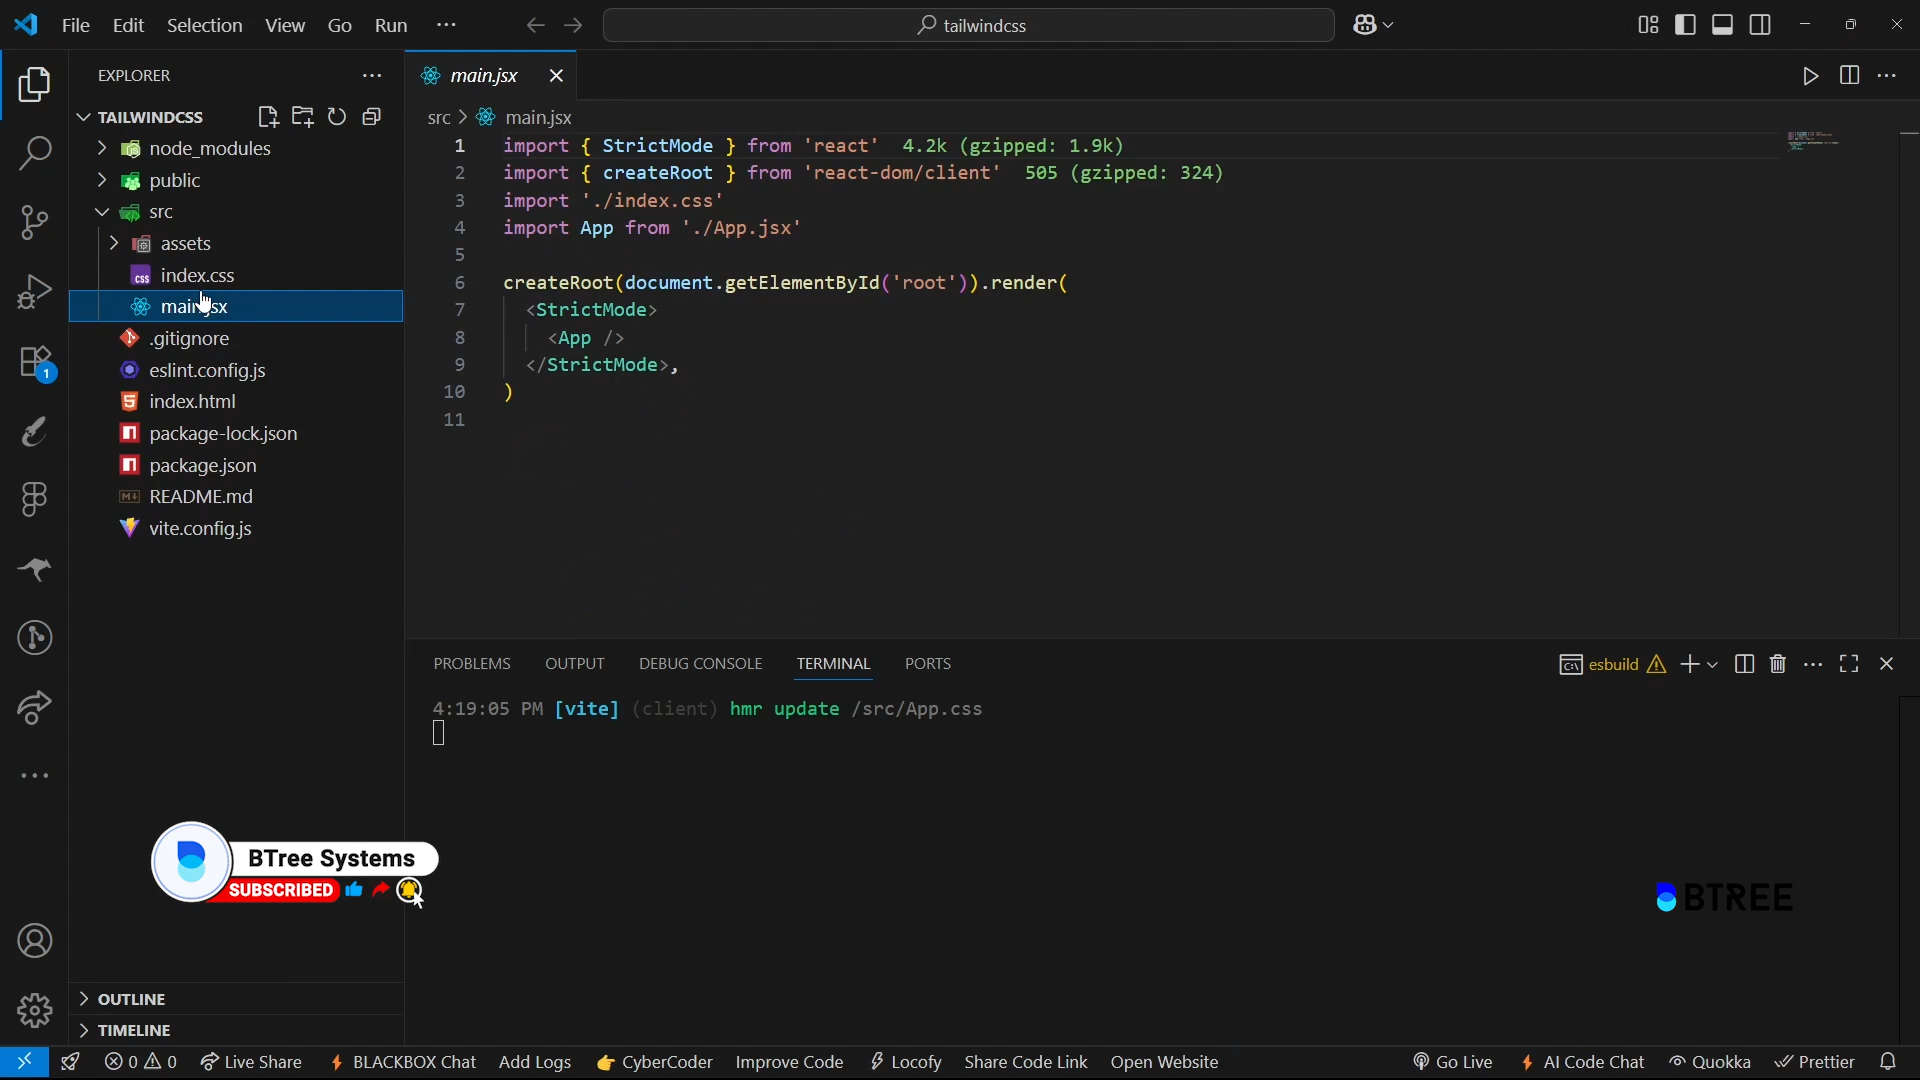 File Edit Selection View Go Run ···
tailwindcss
EXPLORER
TAILWINDCSS
node_modules
public
src
assets
index.css
main.jsx
.gitignore
eslint.config.js
index.html
package-lock.json
package.json
README.md
vite.config.js
OUTLINE
TIMELINE
main.jsx
src > main.jsx
1 import { StrictMode } from 'react' 4.2k (gzipped: 1.9k)
2 import { createRoot } from 'react-dom/client' 505 (gzipped: 324)
3 import './index.css'
4 import App from './App.jsx'
5
6 createRoot(document.getElementById('root')).render(
7 <StrictMode>
8 <App />
9 </StrictMode>,
10 )
11
PROBLEMS OUTPUT DEBUG CONSOLE TERMINAL PORTS
esbuild
4:19:05 PM [vite] (client) hmr update /src/App.css
BTree Systems
SUBSCRIBED
BTREE
0 0 Live Share BLACKBOX Chat Add Logs CyberCoder Improve Code Locofy Share Code Link Open Website Go Live AI Code Chat Quokka Prettier
1